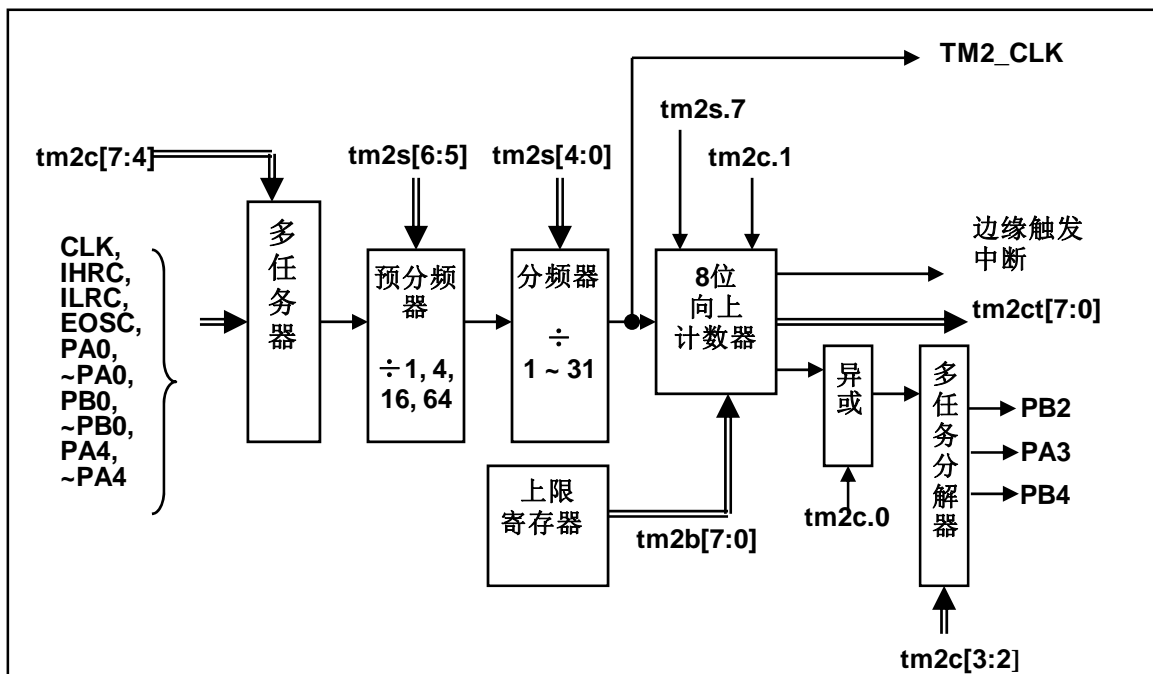 TM2_CLK
tm2s.7
tm2c[7:4]
tm2s[6:5]
tm2s[4:0]
tm2c.1
CLK,
IHRC,
ILRC,
EOSC,
PA0,
~PA0,
PB0,
~PB0,
PA4,
~PA4
多
任
务
器
预分频
器
÷1, 4,
16, 64
分频器
÷
1 ~ 31
8位
向上
计数器
边缘触发
中断
tm2ct[7:0]
异
或
多
任
务
分
解
器
PB2
PA3
PB4
上限
寄存器
tm2b[7:0]
tm2c.0
tm2c[3:2]